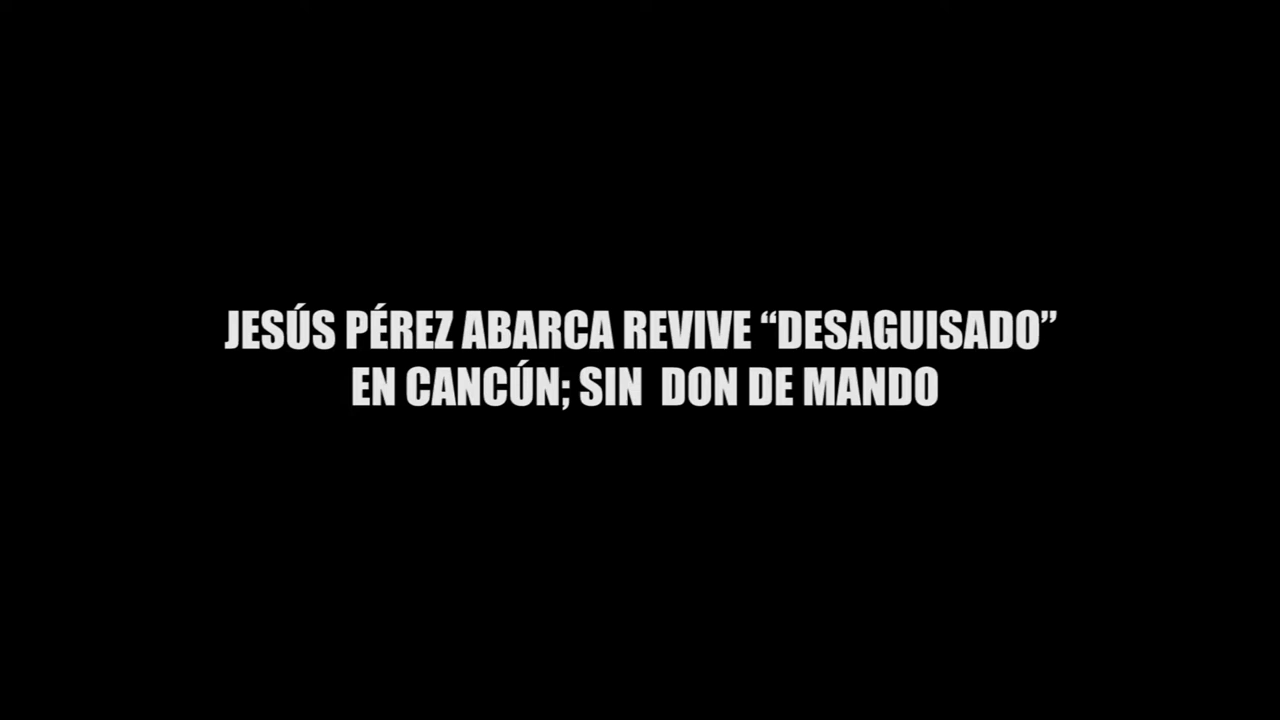 JESÚS PÉREZ ABARCA REVIVE “DESAGUISADO”
EN CANCÚN; SIN  DON DE MANDO